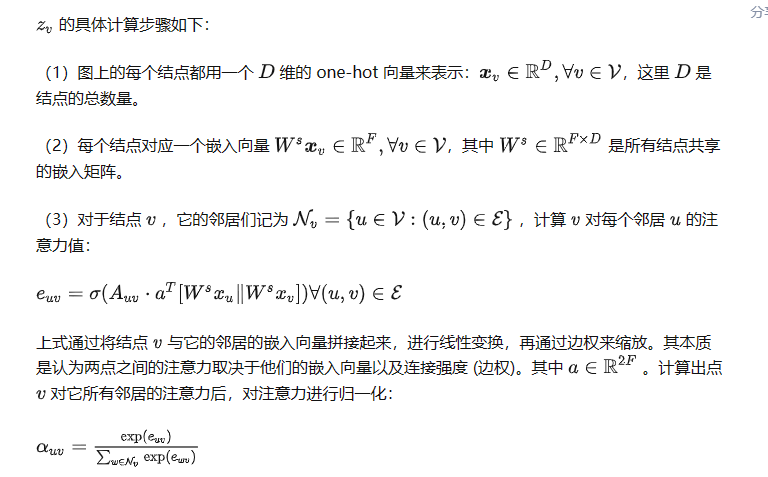 分享
$z_v$ 的具体计算步骤如下：
（1）图上的每个结点都用一个 $D$ 维的 one-hot 向量来表示：$\boldsymbol{x}_v \in \mathbb{R}^D, \forall v \in \mathcal{V}$，这里 $D$ 是
结点的总数量。
（2）每个结点对应一个嵌入向量 $W^s \boldsymbol{x}_v \in \mathbb{R}^F, \forall v \in \mathcal{V}$，其中 $W^s \in \mathbb{R}^{F \times D}$ 是所有结点共享
的嵌入矩阵。
（3）对于结点 $v$ ，它的邻居们记为 $\mathcal{N}_v = \{u \in \mathcal{V} : (u, v) \in \mathcal{E}\}$ ，计算 $v$ 对每个邻居 $u$ 的注
意力值：
$e_{uv} = \sigma(A_{uv} \cdot a^T [W^s x_u \| W^s x_v]) \forall (u, v) \in \mathcal{E}$
上式通过将结点 $v$ 与它的邻居的嵌入向量拼接起来，进行线性变换，再通过边权来缩放。其本质
是认为两点之间的注意力取决于他们的嵌入向量以及连接强度 (边权)。其中 $a \in \mathbb{R}^{2F}$ 。计算出点
$v$ 对它所有邻居的注意力后，对注意力进行归一化：
$\alpha_{uv} = \frac{\exp(e_{uv})}{\sum_{w \in \mathcal{N}_v} \exp(e_{wv})}$